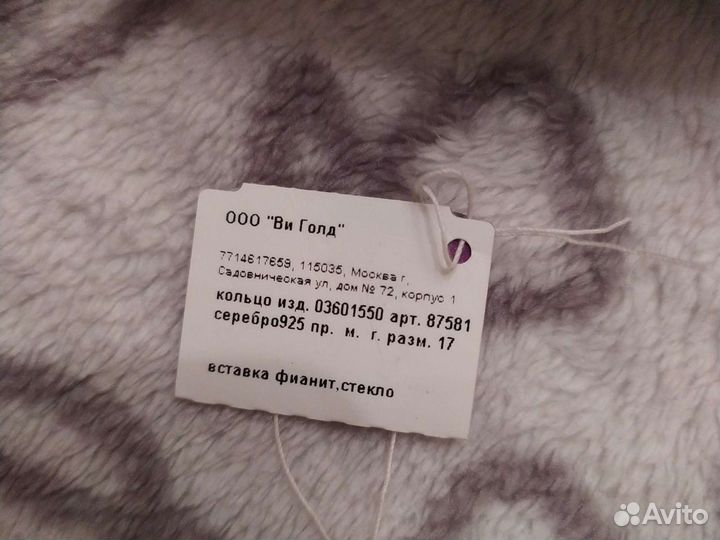 ООО "Ви Голд"
7714617659, 115035, Москва г,
Садовническая ул, дом № 72, корпус 1
кольцо изд. 03601550 арт. 87581
серебро925 пр. м. г. разм. 17
вставка фианит,стекло
Avito